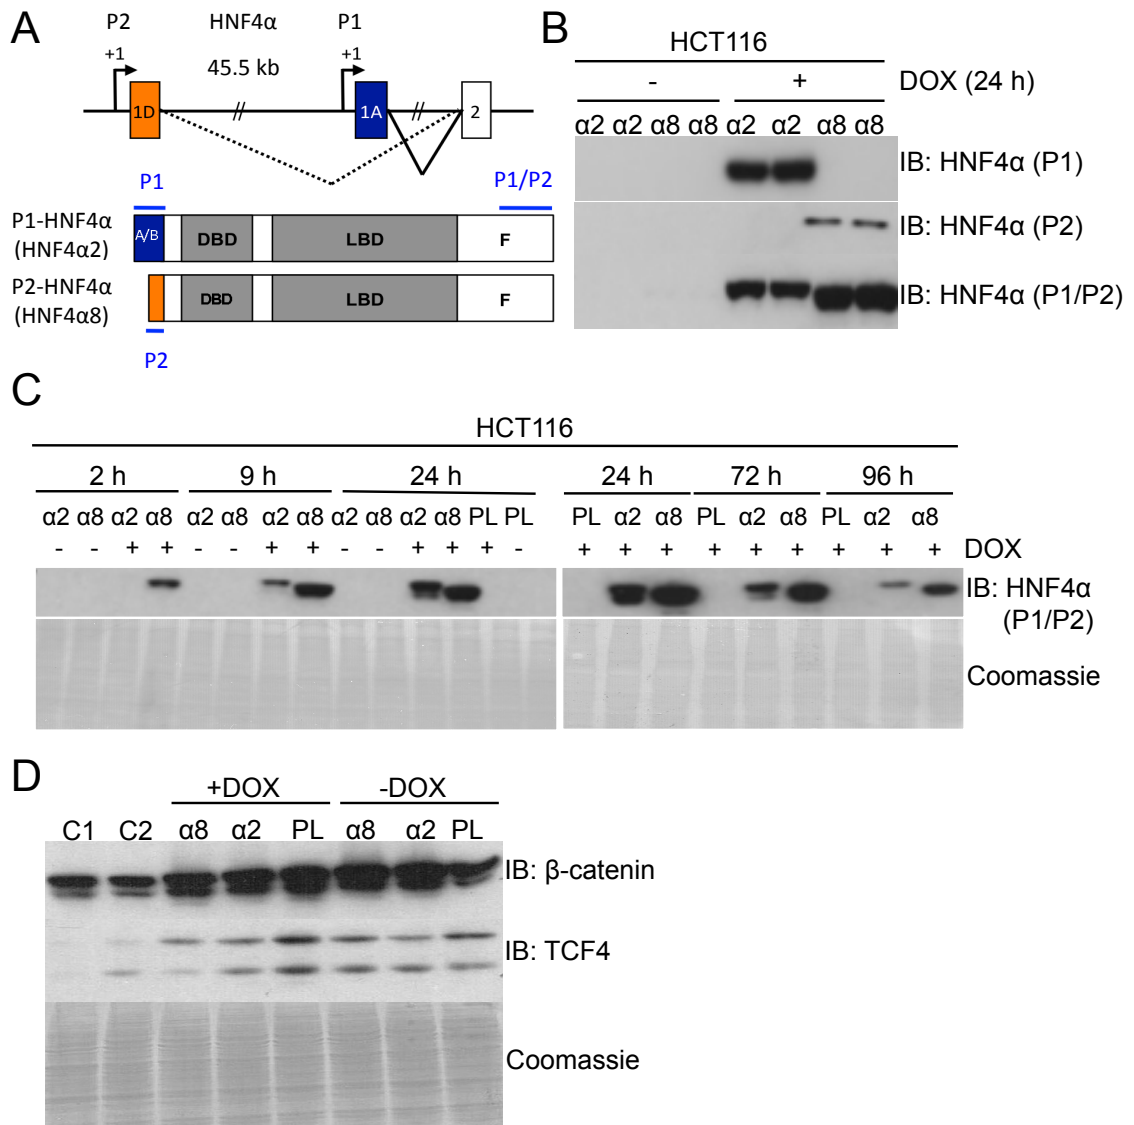 A
P2 HNF4α P1
+1 45.5 kb +1
1D // 1A // 2
P1 P1/P2
P1-HNF4α
(HNF4α2)
A/B DBD LBD F
P2-HNF4α
(HNF4α8)
DBD LBD F
P2
B
HCT116
- + DOX (24 h)
α2 α2 α8 α8 α2 α2 α8 α8
IB: HNF4α (P1)
IB: HNF4α (P2)
IB: HNF4α (P1/P2)
C
HCT116
2 h 9 h 24 h 24 h 72 h 96 h
α2 α8 α2 α8 α2 α8 α2 α8 α2 α8 α2 α8 PL PL PL α2 α8 PL α2 α8 PL α2 α8
- - + + - - + + - - + + + - + + + + + + + + + DOX
IB: HNF4α
(P1/P2)
Coomassie
D
+DOX -DOX
C1 C2 α8 α2 PL α8 α2 PL
IB: β-catenin
IB: TCF4
Coomassie